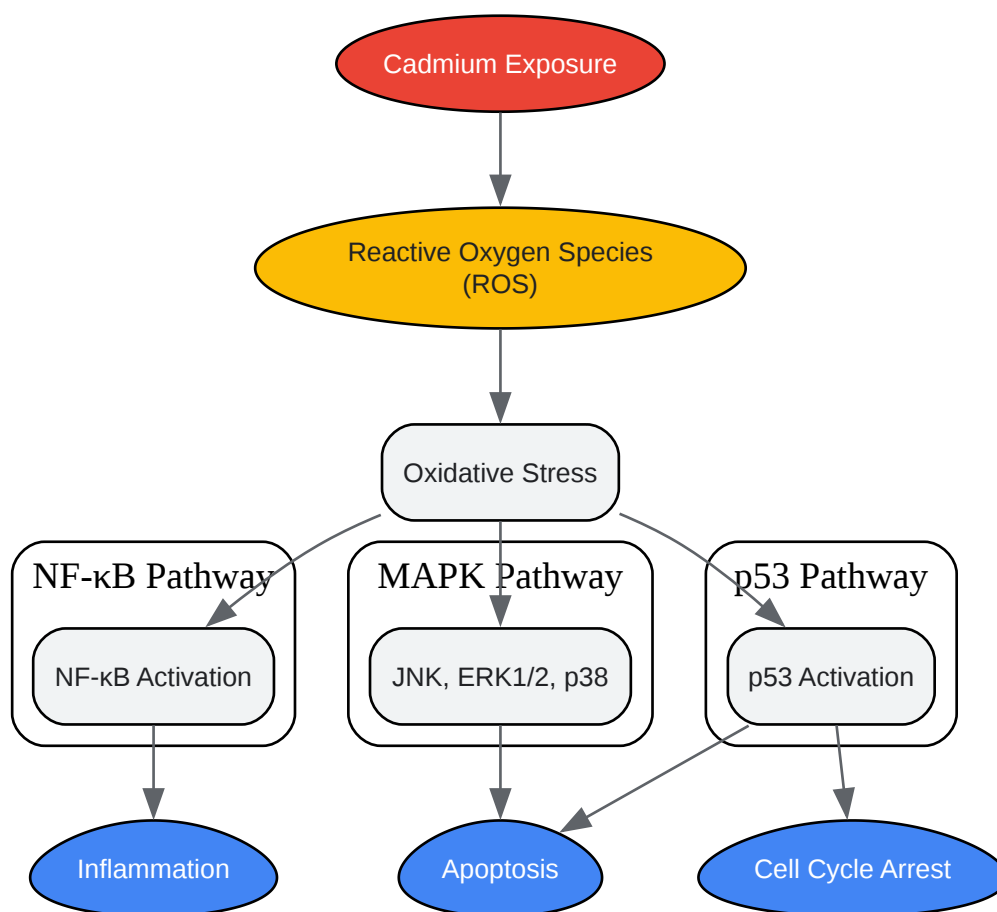 Cadmium Exposure
Reactive Oxygen Species
(ROS)
Oxidative Stress
NF-κB Pathway
MAPK Pathway
p53 Pathway
NF-κB Activation
JNK, ERK1/2, p38
p53 Activation
Inflammation
Apoptosis
Cell Cycle Arrest